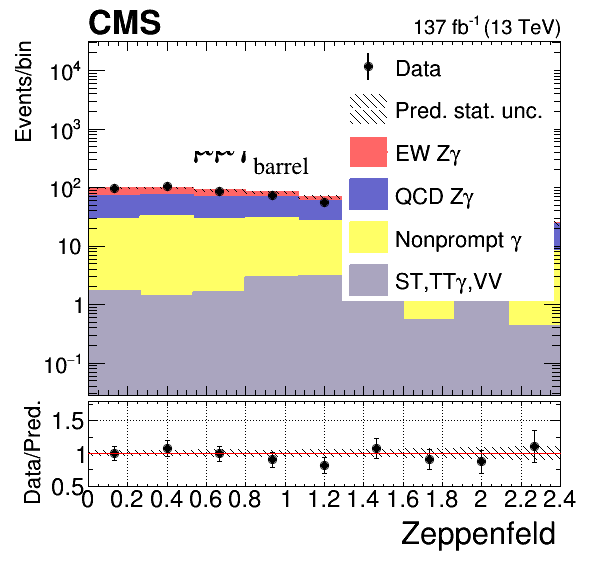 CMS
137 fb⁻¹ (13 TeV)
Events/bin
10⁴
10³
10²
10
1
10⁻¹
Data
Pred. stat. unc.
EW Zγ
QCD Zγ
Nonprompt γ
ST,TTγ,VV
barrel
Data/Pred.
1.5
1
0.5
0 0.2 0.4 0.6 0.8 1 1.2 1.4 1.6 1.8 2 2.2 2.4
Zeppenfeld